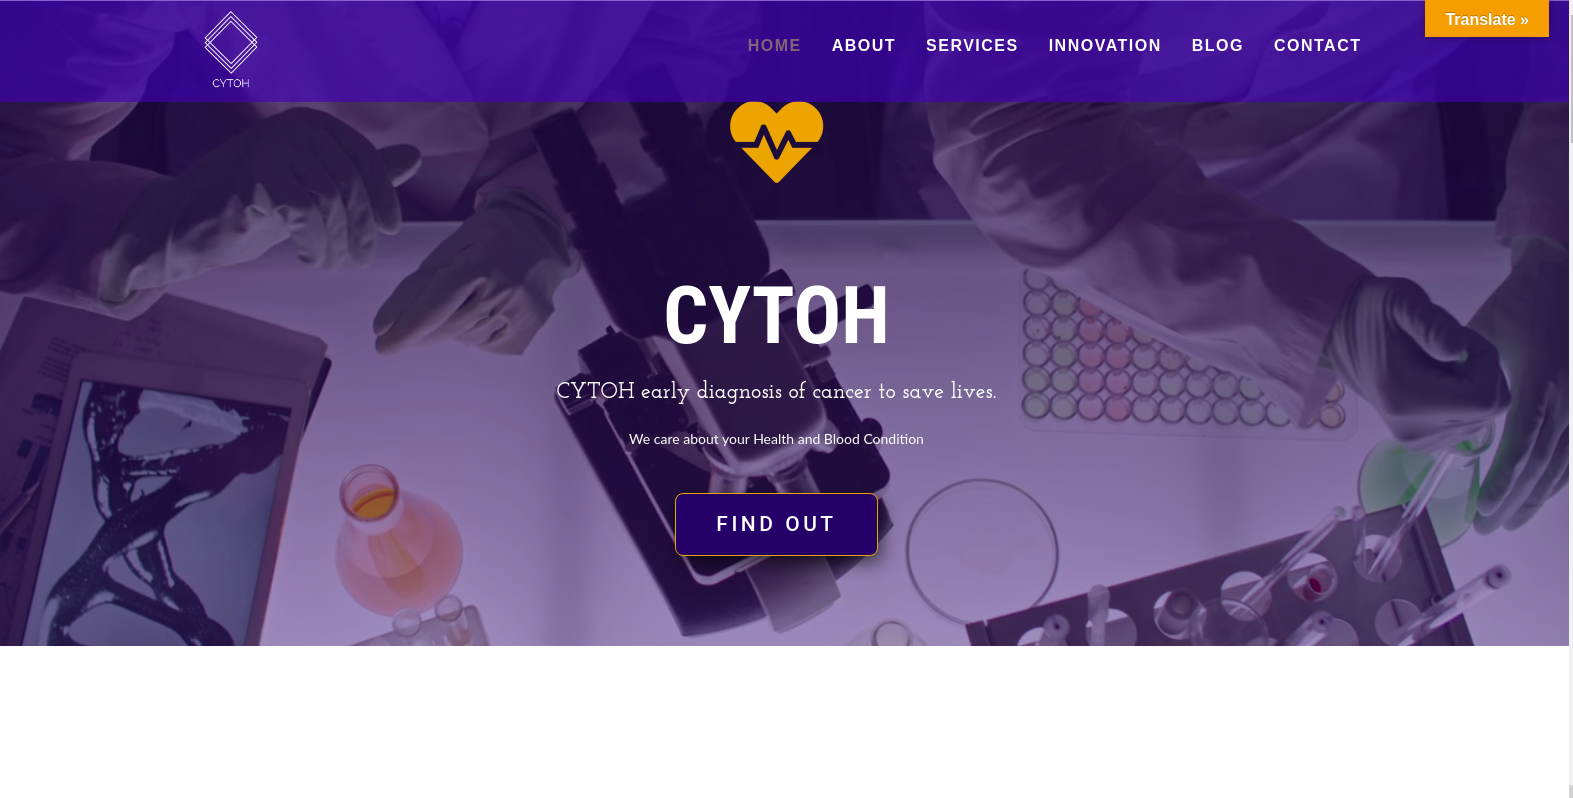 Translate »
CYTOH
HOME ABOUT SERVICES INNOVATION BLOG CONTACT
CYTOH
CYTOH early diagnosis of cancer to save lives.
We care about your Health and Blood Condition
FIND OUT